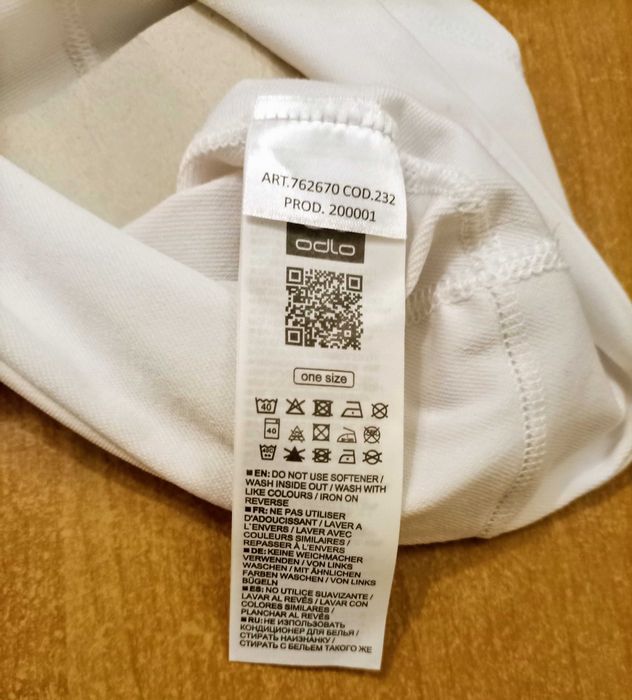 ART.762670 COD.232
PROD. 200001
odlo
one size
40
40
■ EN: DO NOT USE SOFTENER /
WASH INSIDE OUT / WASH WITH
LIKE COLOURS / IRON ON
REVERSE
■ FR: NE PAS UTILISER
D'ADOUCISSANT / LAVER A
L'ENVERS / LAVER AVEC
COULEURS SIMILAIRES /
REPASSER À L'ENVERS
■ DE: KEINE WEICHMACHER
VERWENDEN / VON LINKS
WASCHEN / MIT ÄHNLICHEN
FARBEN WASCHEN / VON LINKS
BÜGELN
■ ES: NO UTILICE SUAVIZANTE /
LAVAR AL REVÉS / LAVAR CON
COLORES SIMILARES /
PLANCHAR AL REVÉS
■ RU: НЕ ИСПОЛЬЗОВАТЬ
КОНДИЦИОНЕР ДЛЯ БЕЛЬЯ /
СТИРАТЬ НАИЗНАНКУ /
СТИРАТЬ С БЕЛЬЕМ ТАКОГО ЖЕ